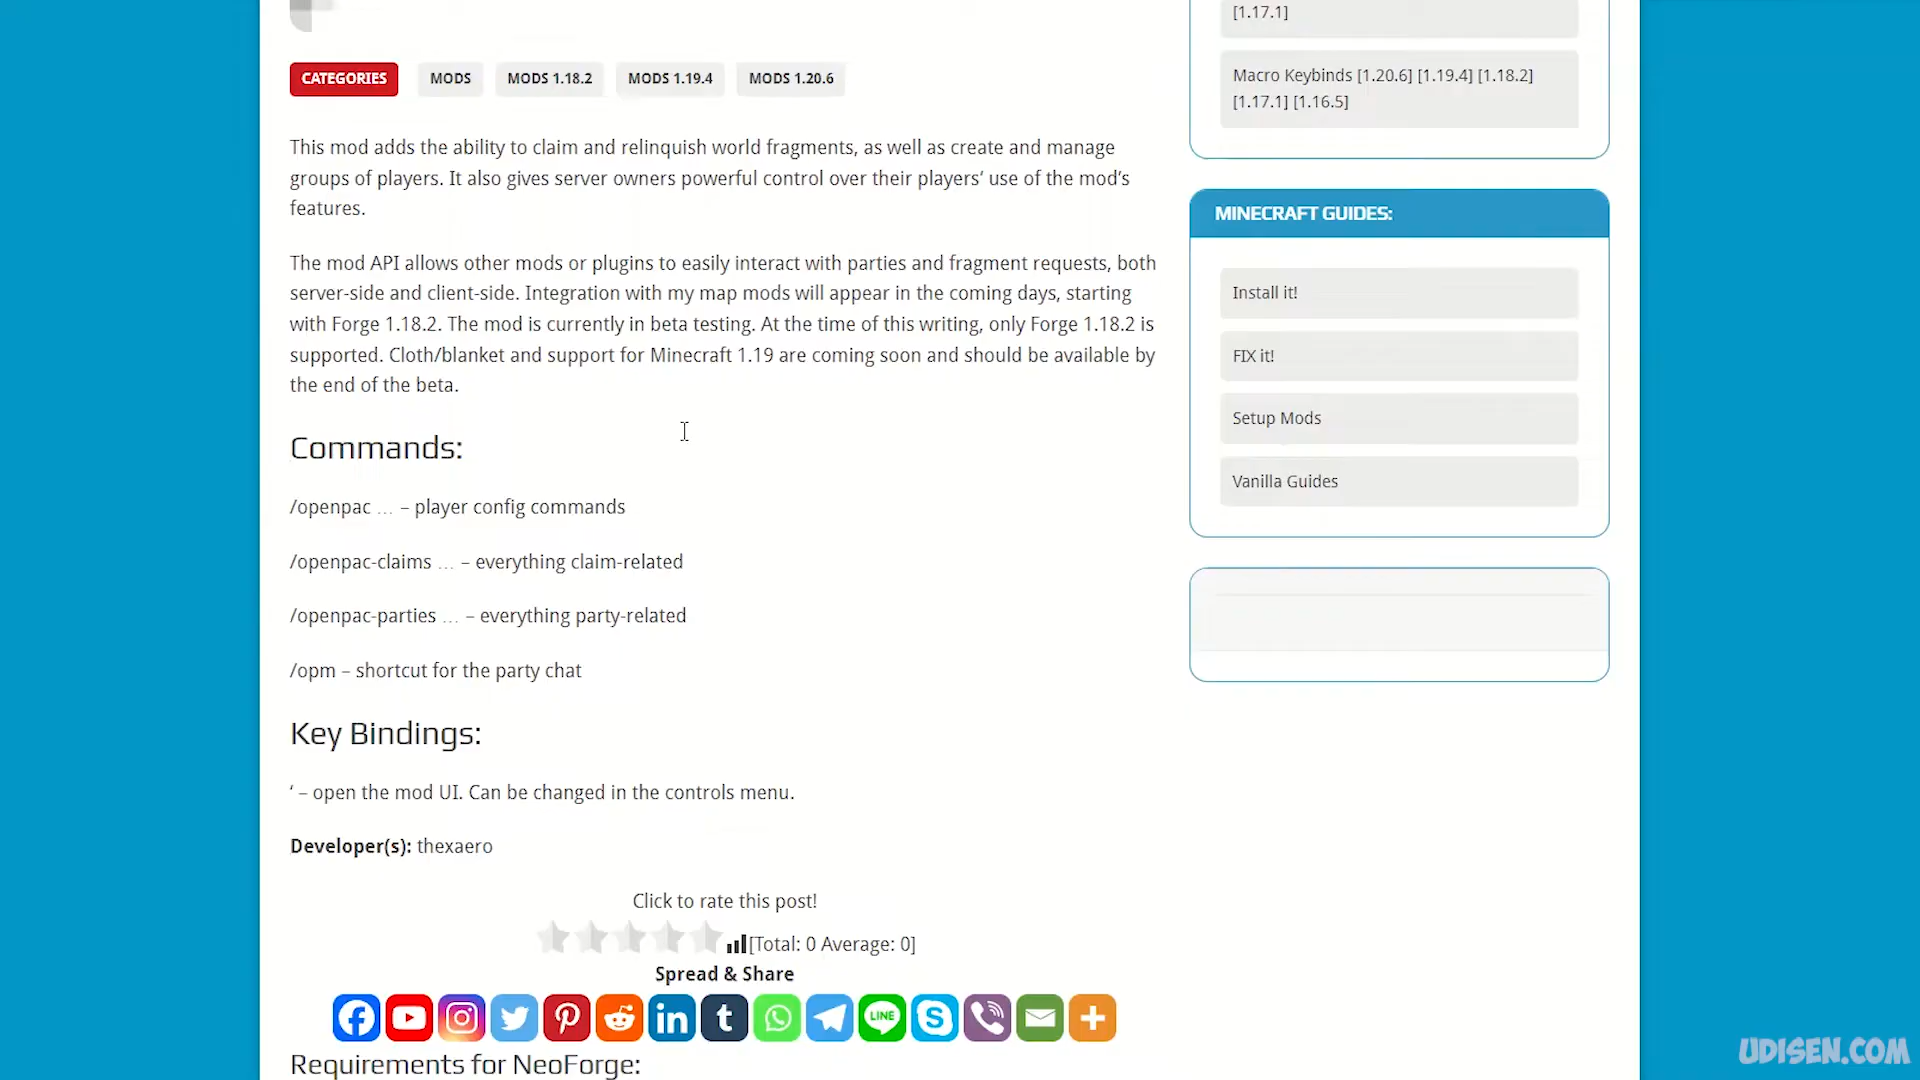 CATEGORIES MODS MODS 1.18.2 MODS 1.19.4 MODS 1.20.6
This mod adds the ability to claim and relinquish world fragments, as well as create and manage
groups of players. It also gives server owners powerful control over their players‘ use of the mod’s
features.
The mod API allows other mods or plugins to easily interact with parties and fragment requests, both
server-side and client-side. Integration with my map mods will appear in the coming days, starting
with Forge 1.18.2. The mod is currently in beta testing. At the time of this writing, only Forge 1.18.2 is
supported. Cloth/blanket and support for Minecraft 1.19 are coming soon and should be available by
the end of the beta.
Commands:
/openpac … – player config commands
/openpac-claims … – everything claim-related
/openpac-parties … – everything party-related
/opm – shortcut for the party chat
Key Bindings:
‘ – open the mod UI. Can be changed in the controls menu.
Developer(s): thexaero
Click to rate this post!
[Total: 0 Average: 0]
Spread & Share
LINE
Requirements for NeoForge:
[1.17.1]
Macro Keybinds [1.20.6] [1.19.4] [1.18.2]
[1.17.1] [1.16.5]
MINECRAFT GUIDES:
Install it!
FIX it!
Setup Mods
Vanilla Guides
UDISEN.COM